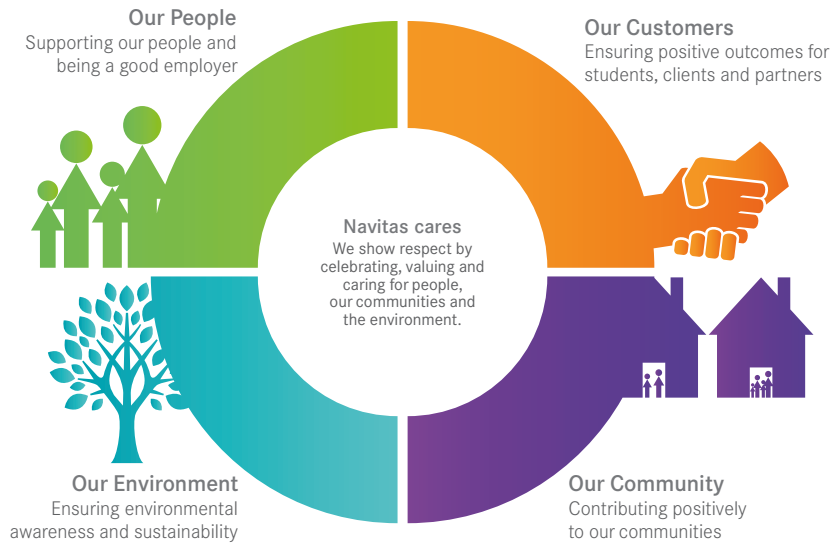 Our People
Supporting our people and
being a good employer
Our Customers
Ensuring positive outcomes for
students, clients and partners
Navitas cares
We show respect by
celebrating, valuing and
caring for people,
our communities and
the environment.
Our Environment
Ensuring environmental
awareness and sustainability
Our Community
Contributing positively
to our communities